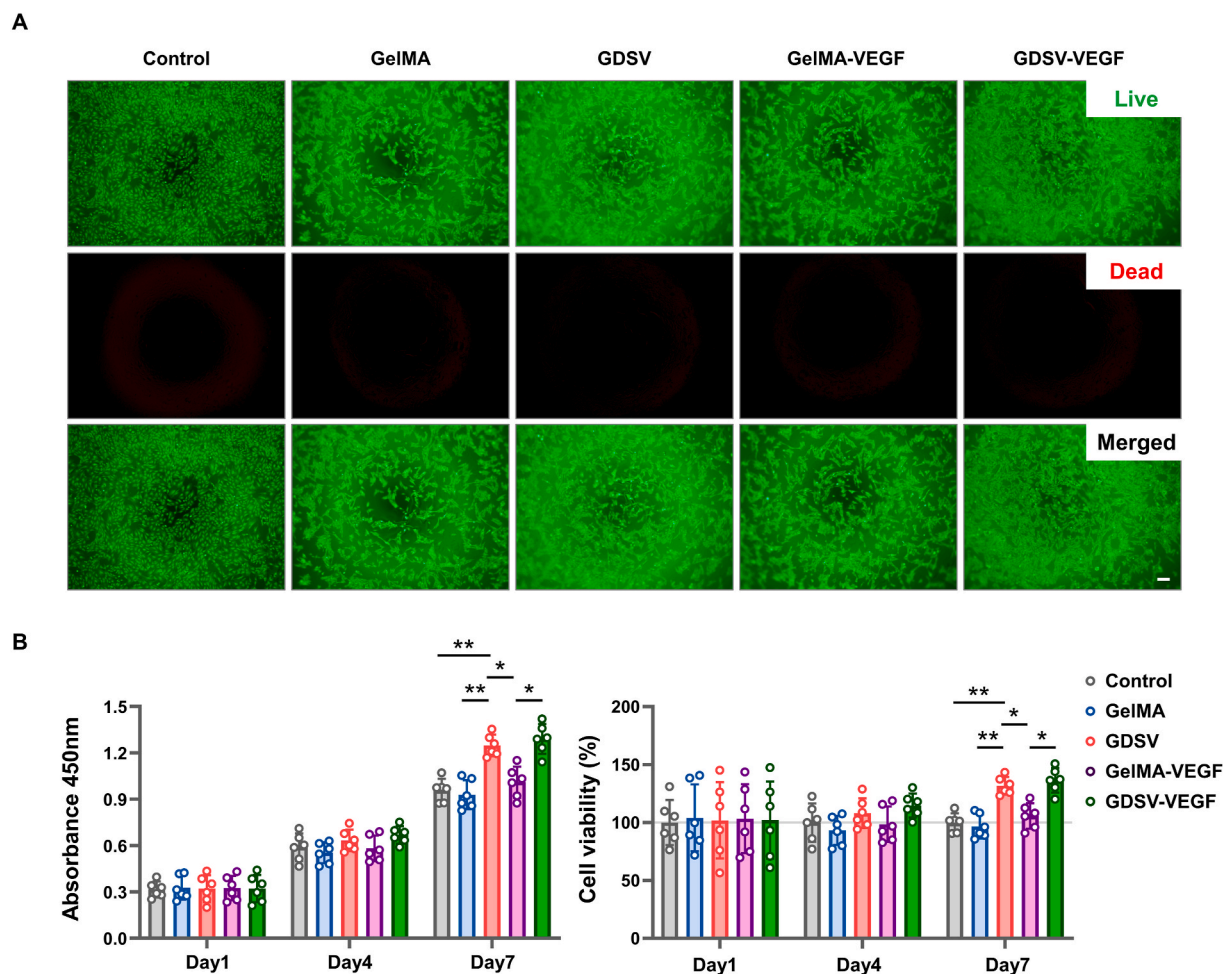 A
Control GelMA GDSV GelMA-VEGF GDSV-VEGF
Live
Dead
Merged
B
Absorbance 450nm
1.5
1.2
0.9
0.6
0.3
0.0
** 
** *
*
Day1 Day4 Day7
Cell viability (%)
200
150
100
50
0
**
** *
*
Day1 Day4 Day7
Control
GelMA
GDSV
GelMA-VEGF
GDSV-VEGF